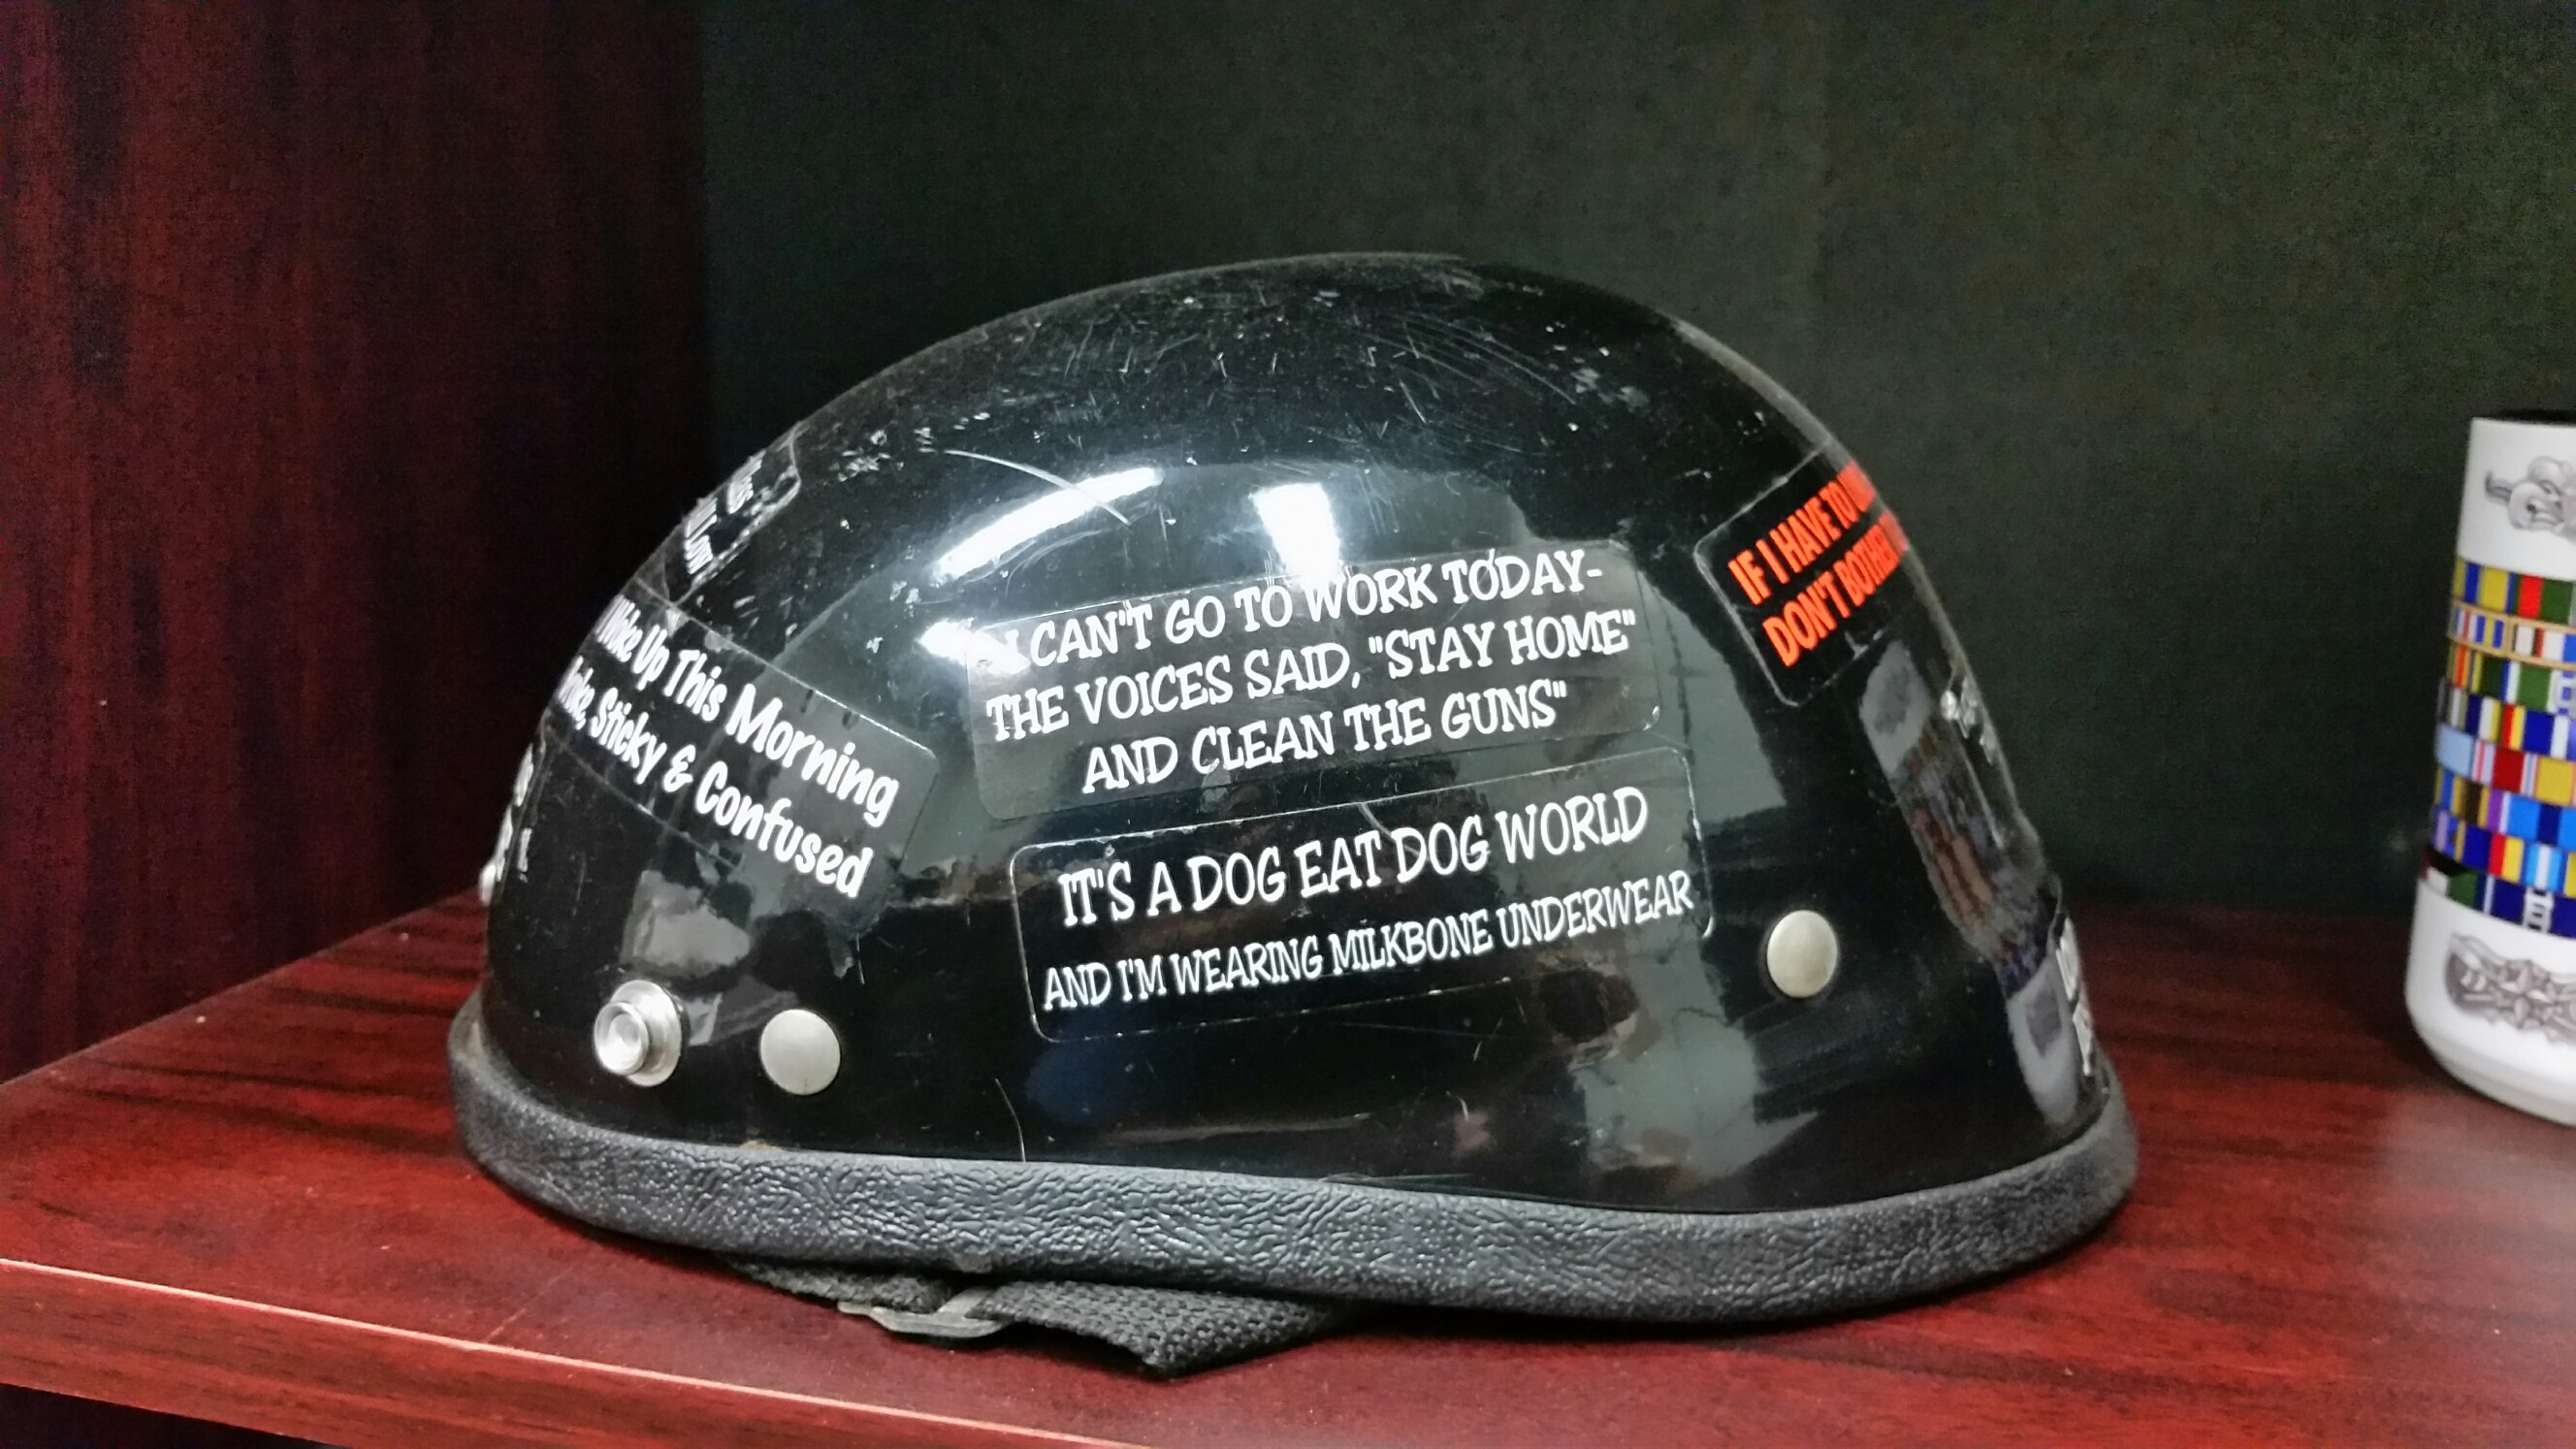 Up This Morning
Sticky & Confused
I CAN'T GO TO WORK TODAY-
THE VOICES SAID, "STAY HOME"
AND CLEAN THE GUNS"
IT'S A DOG EAT DOG WORLD
AND I'M WEARING MILKBONE UNDERWEAR
IF I HAVE TO
DON'T BOTHER